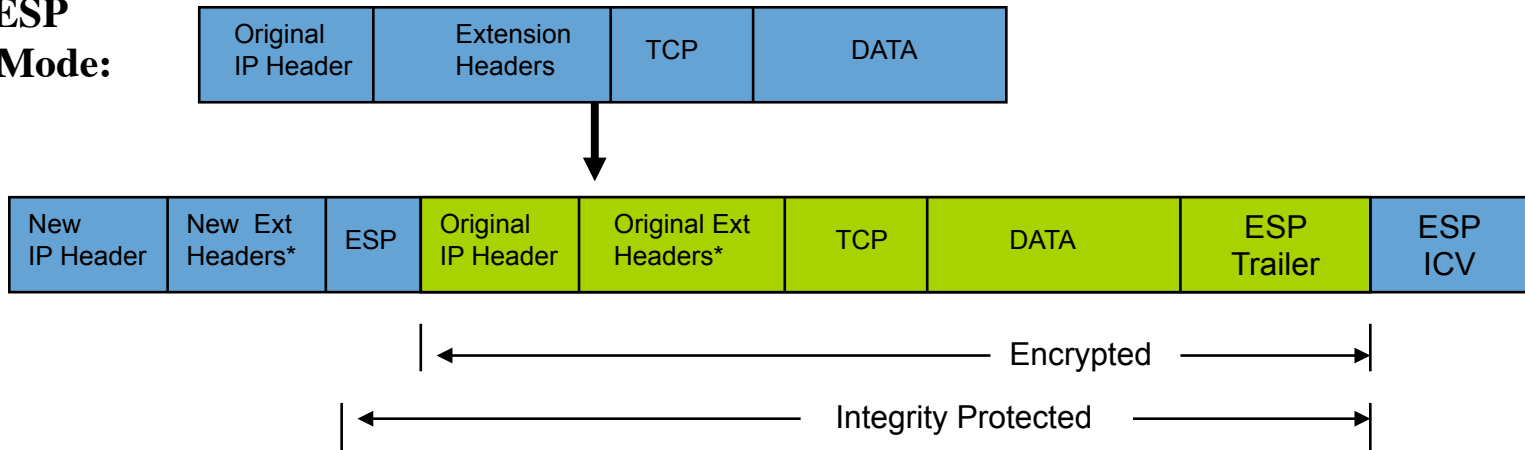 ESP
Mode:
Original
IP Header
Extension
Headers
TCP
DATA
New
IP Header
New Ext
Headers*
ESP
Original
IP Header
Original Ext
Headers*
TCP
DATA
ESP
Trailer
ESP
ICV
Encrypted
Integrity Protected